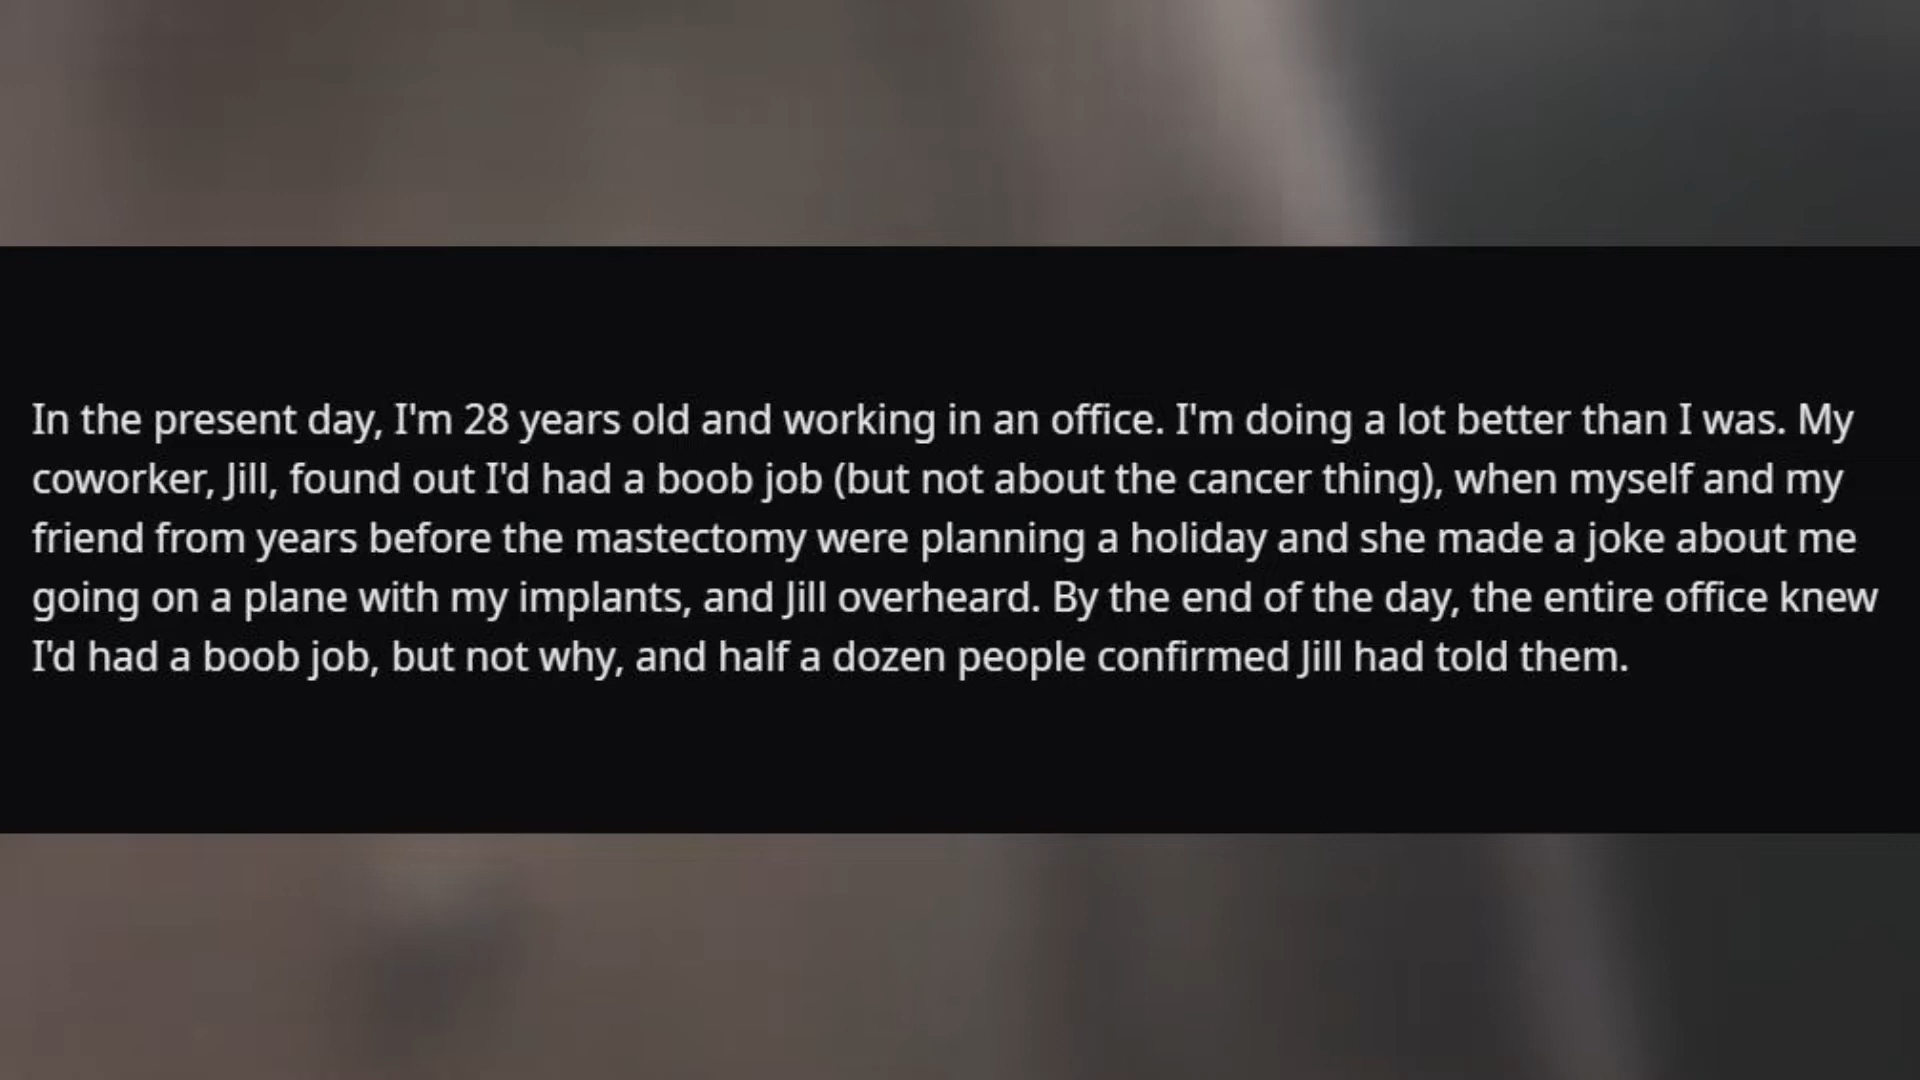 In the present day, I'm 28 years old and working in an office. I'm doing a lot better than I was. My
coworker, Jill, found out I'd had a boob job (but not about the cancer thing), when myself and my
friend from years before the mastectomy were planning a holiday and she made a joke about me
going on a plane with my implants, and Jill overheard. By the end of the day, the entire office knew
I'd had a boob job, but not why, and half a dozen people confirmed Jill had told them.